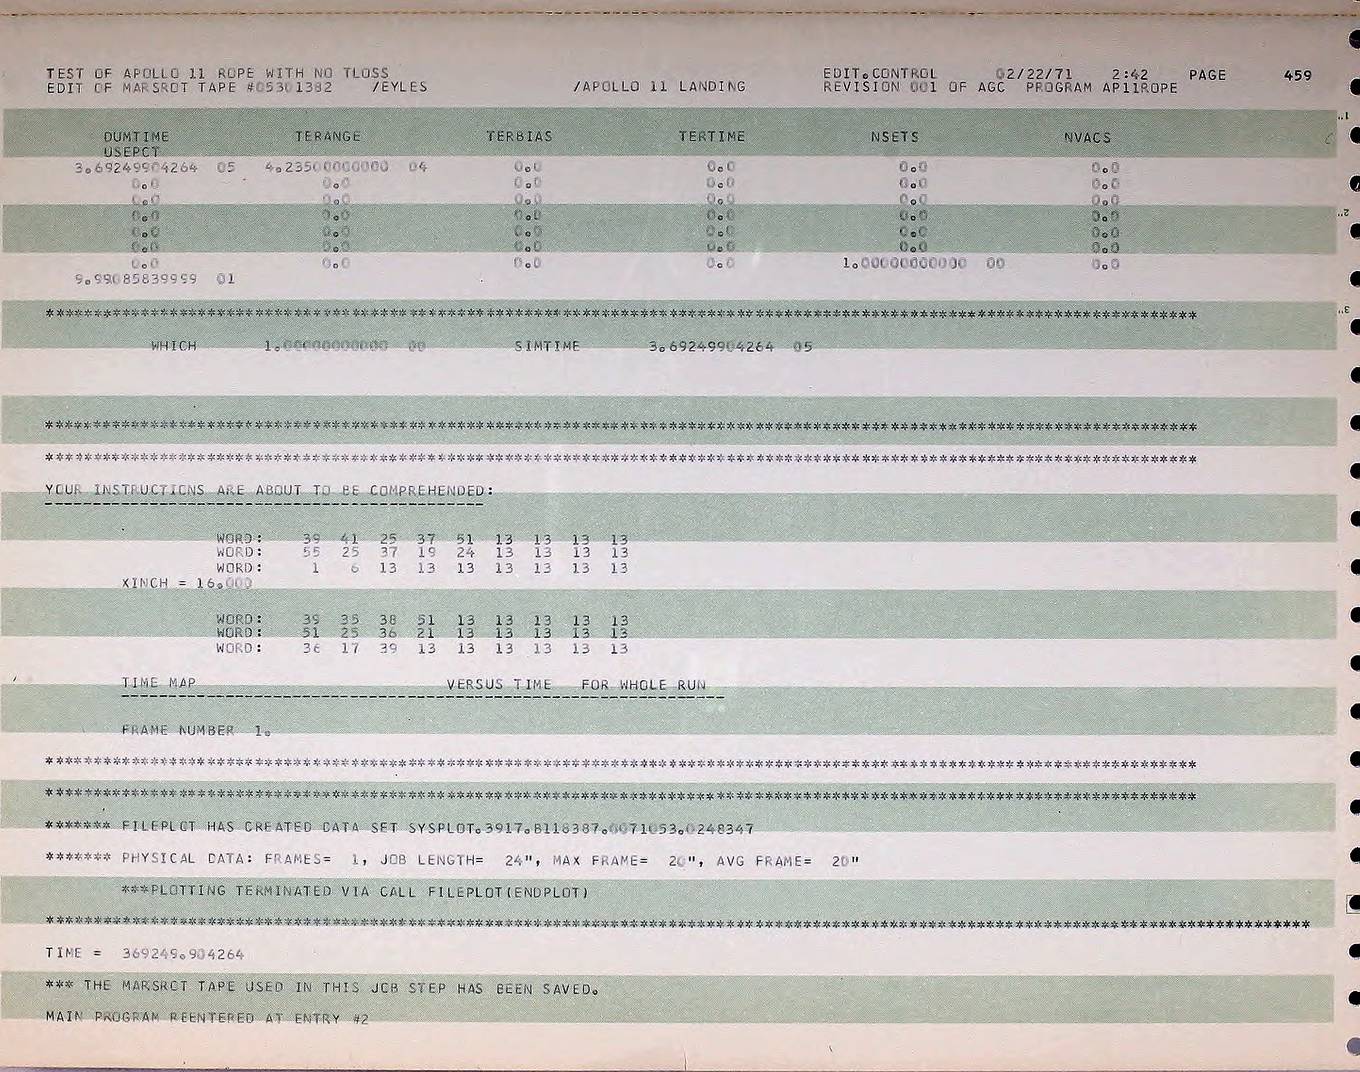 TEST OF APOLLO 11 ROPE WITH NO TLOSS EDIT.CONTROL 02/22/71 2:42 PAGE 459
EDIT OF MARSROT TAPE #05301382 /EYLES /APOLLO 11 LANDING REVISION 001 OF AGC PROGRAM AP11ROPE
DUMTIME TERANGE TERBIAS TERTIME NSETS NVACS
USEPCT
3.69249904264 05 4.23500000000 04 0.0 0.0 0.0 0.0
0.0 0.0 0.0 0.0 0.0 0.0
0.0 0.0 0.0 0.0 0.0 0.0
0.0 0.0 0.0 0.0 0.0 0.0
0.0 0.0 0.0 0.0 0.0 0.0
0.0 0.0 0.0 0.0 0.0 0.0
0.0 0.0 0.0 0.0 1.00000000000 00 0.0
9.99085839999 01
WHICH 1.00000000000 00 SIMTIME 3.69249904264 05
YOUR INSTRUCTIONS ARE ABOUT TO BE COMPREHENDED:
WORD: 39 41 25 37 51 13 13 13 13
WORD: 55 25 37 19 24 13 13 13 13
WORD: 1 6 13 13 13 13 13 13 13
XINCH = 16.000
WORD: 39 35 38 51 13 13 13 13 13
WORD: 51 25 36 21 13 13 13 13 13
WORD: 36 17 39 13 13 13 13 13 13
TIME MAP VERSUS TIME FOR WHOLE RUN
FRAME NUMBER 1.
******* FILEPLOT HAS CREATED DATA SET SYSPLOT.3917.B118387.0071053.0248347
******* PHYSICAL DATA: FRAMES= 1, JOB LENGTH= 24", MAX FRAME= 20", AVG FRAME= 20"
***PLOTTING TERMINATED VIA CALL FILEPLOT(ENDPLOT)
TIME = 369249.904264
*** THE MARSROT TAPE USED IN THIS JOB STEP HAS BEEN SAVED.
MAIN PROGRAM REENTERED AT ENTRY #2